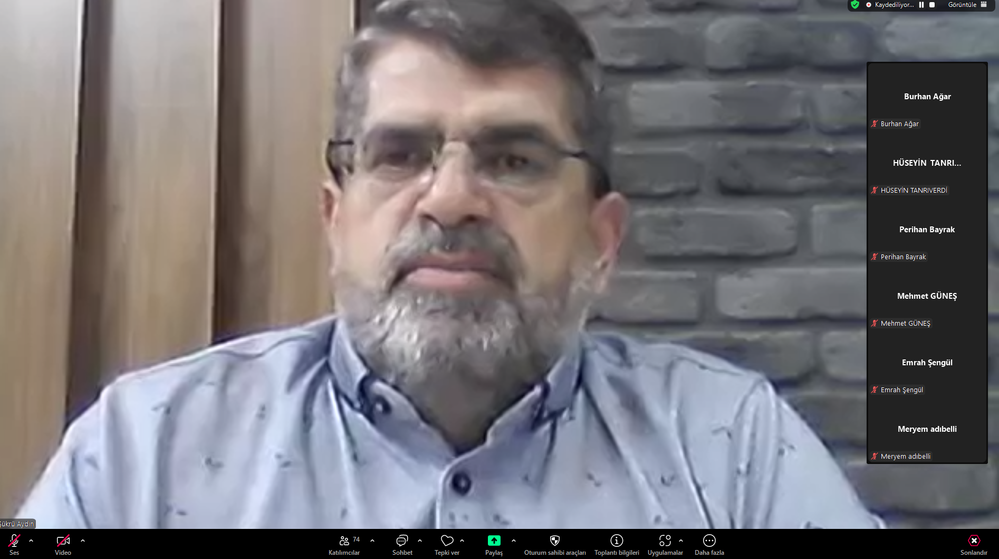 Kaydediliyor...
Görüntüle
Burhan Ağar
Burhan Ağar
HÜSEYİN TANRI...
HÜSEYİN TANRIVERDİ
Perihan Bayrak
Perihan Bayrak
Mehmet GÜNEŞ
Mehmet GÜNEŞ
Emrah Şengül
Emrah Şengül
Meryem adıbelli
Meryem adıbelli
Şükrü Aydın
Ses
Video
Katılımcılar 74
Sohbet
Tepki ver
Paylaş
Oturum sahibi araçları
Toplantı bilgileri
Uygulamalar
Daha fazla
Sonlandır